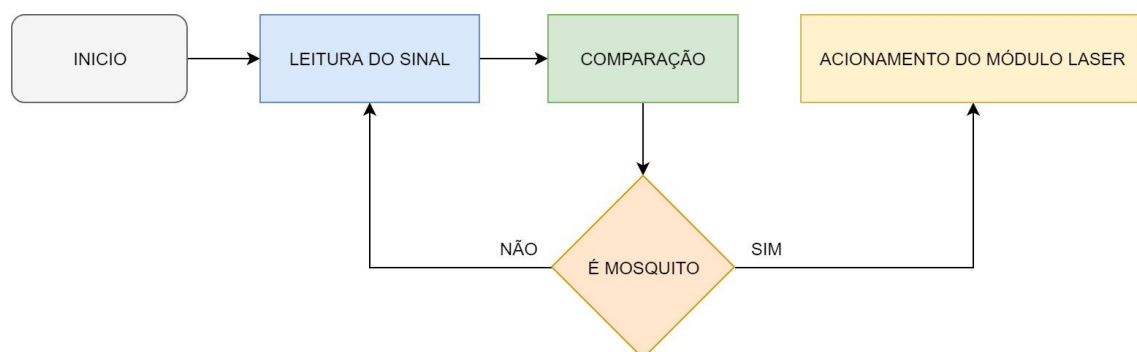 INICIO
LEITURA DO SINAL
COMPARAÇÃO
ACIONAMENTO DO MÓDULO LASER
NÃO
É MOSQUITO
SIM